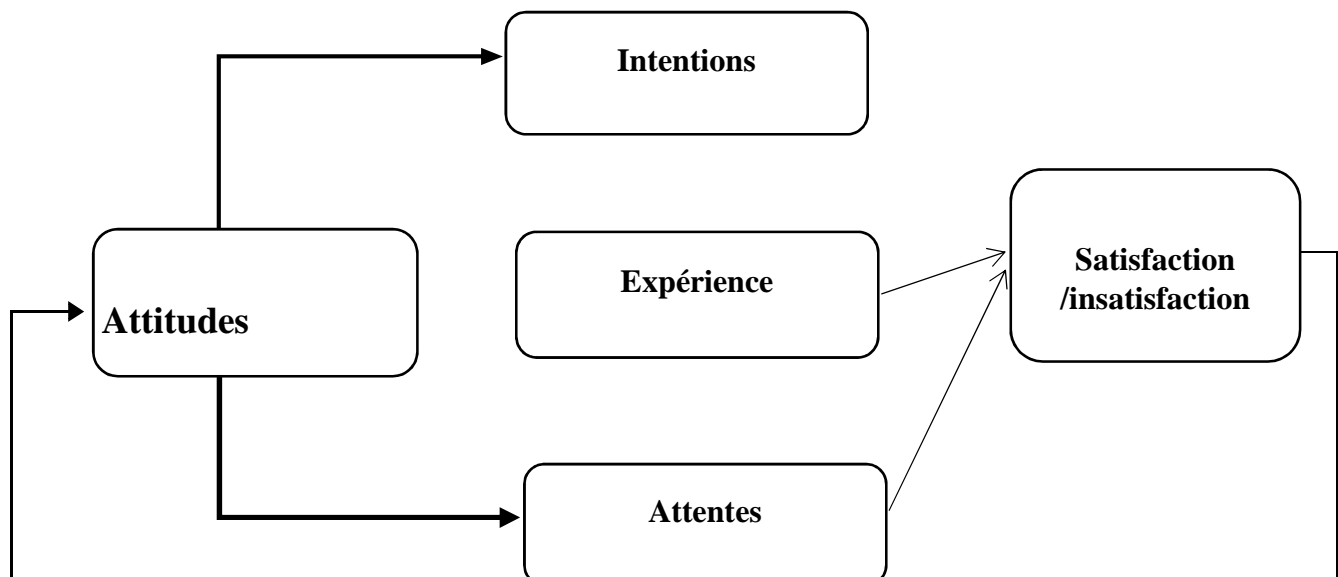 Intentions
Attitudes
Expérience
Satisfaction
/insatisfaction
Attentes